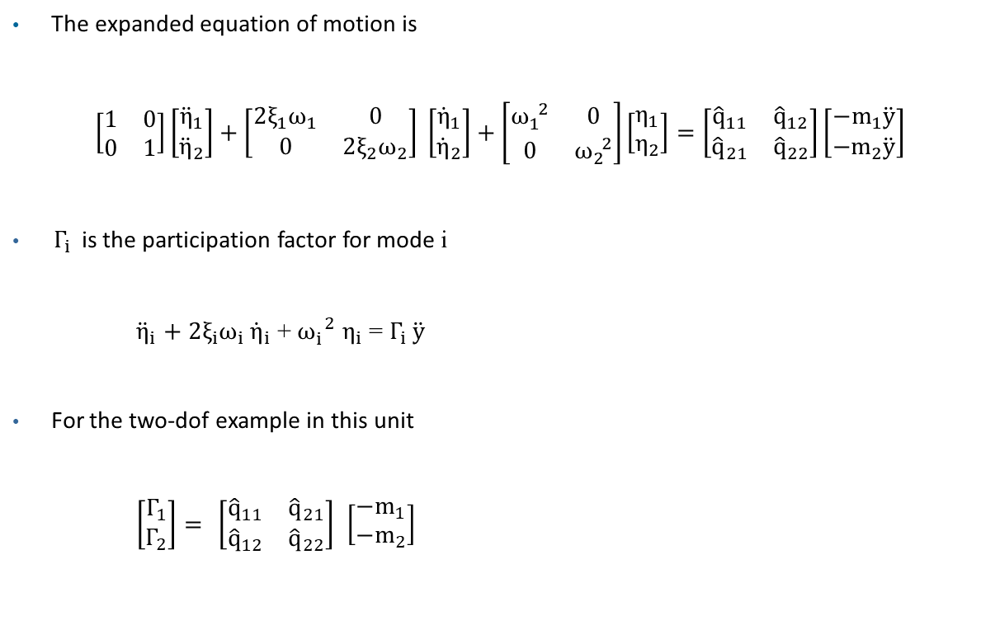 • The expanded equation of motion is
[1 0; 0 1] [η̈₁; η̈₂] + [2ξ₁ω₁ 0; 0 2ξ₂ω₂] [η̇₁; η̇₂] + [ω₁² 0; 0 ω₂²] [η₁; η₂] = [q̂₁₁ q̂₁₂; q̂₂₁ q̂₂₂] [−m₁ÿ; −m₂ÿ]
• Γᵢ is the participation factor for mode i
η̈ᵢ + 2ξᵢωᵢ η̇ᵢ + ωᵢ² ηᵢ = Γᵢ ÿ
• For the two-dof example in this unit
[Γ₁; Γ₂] = [q̂₁₁ q̂₂₁; q̂₁₂ q̂₂₂] [−m₁; −m₂]